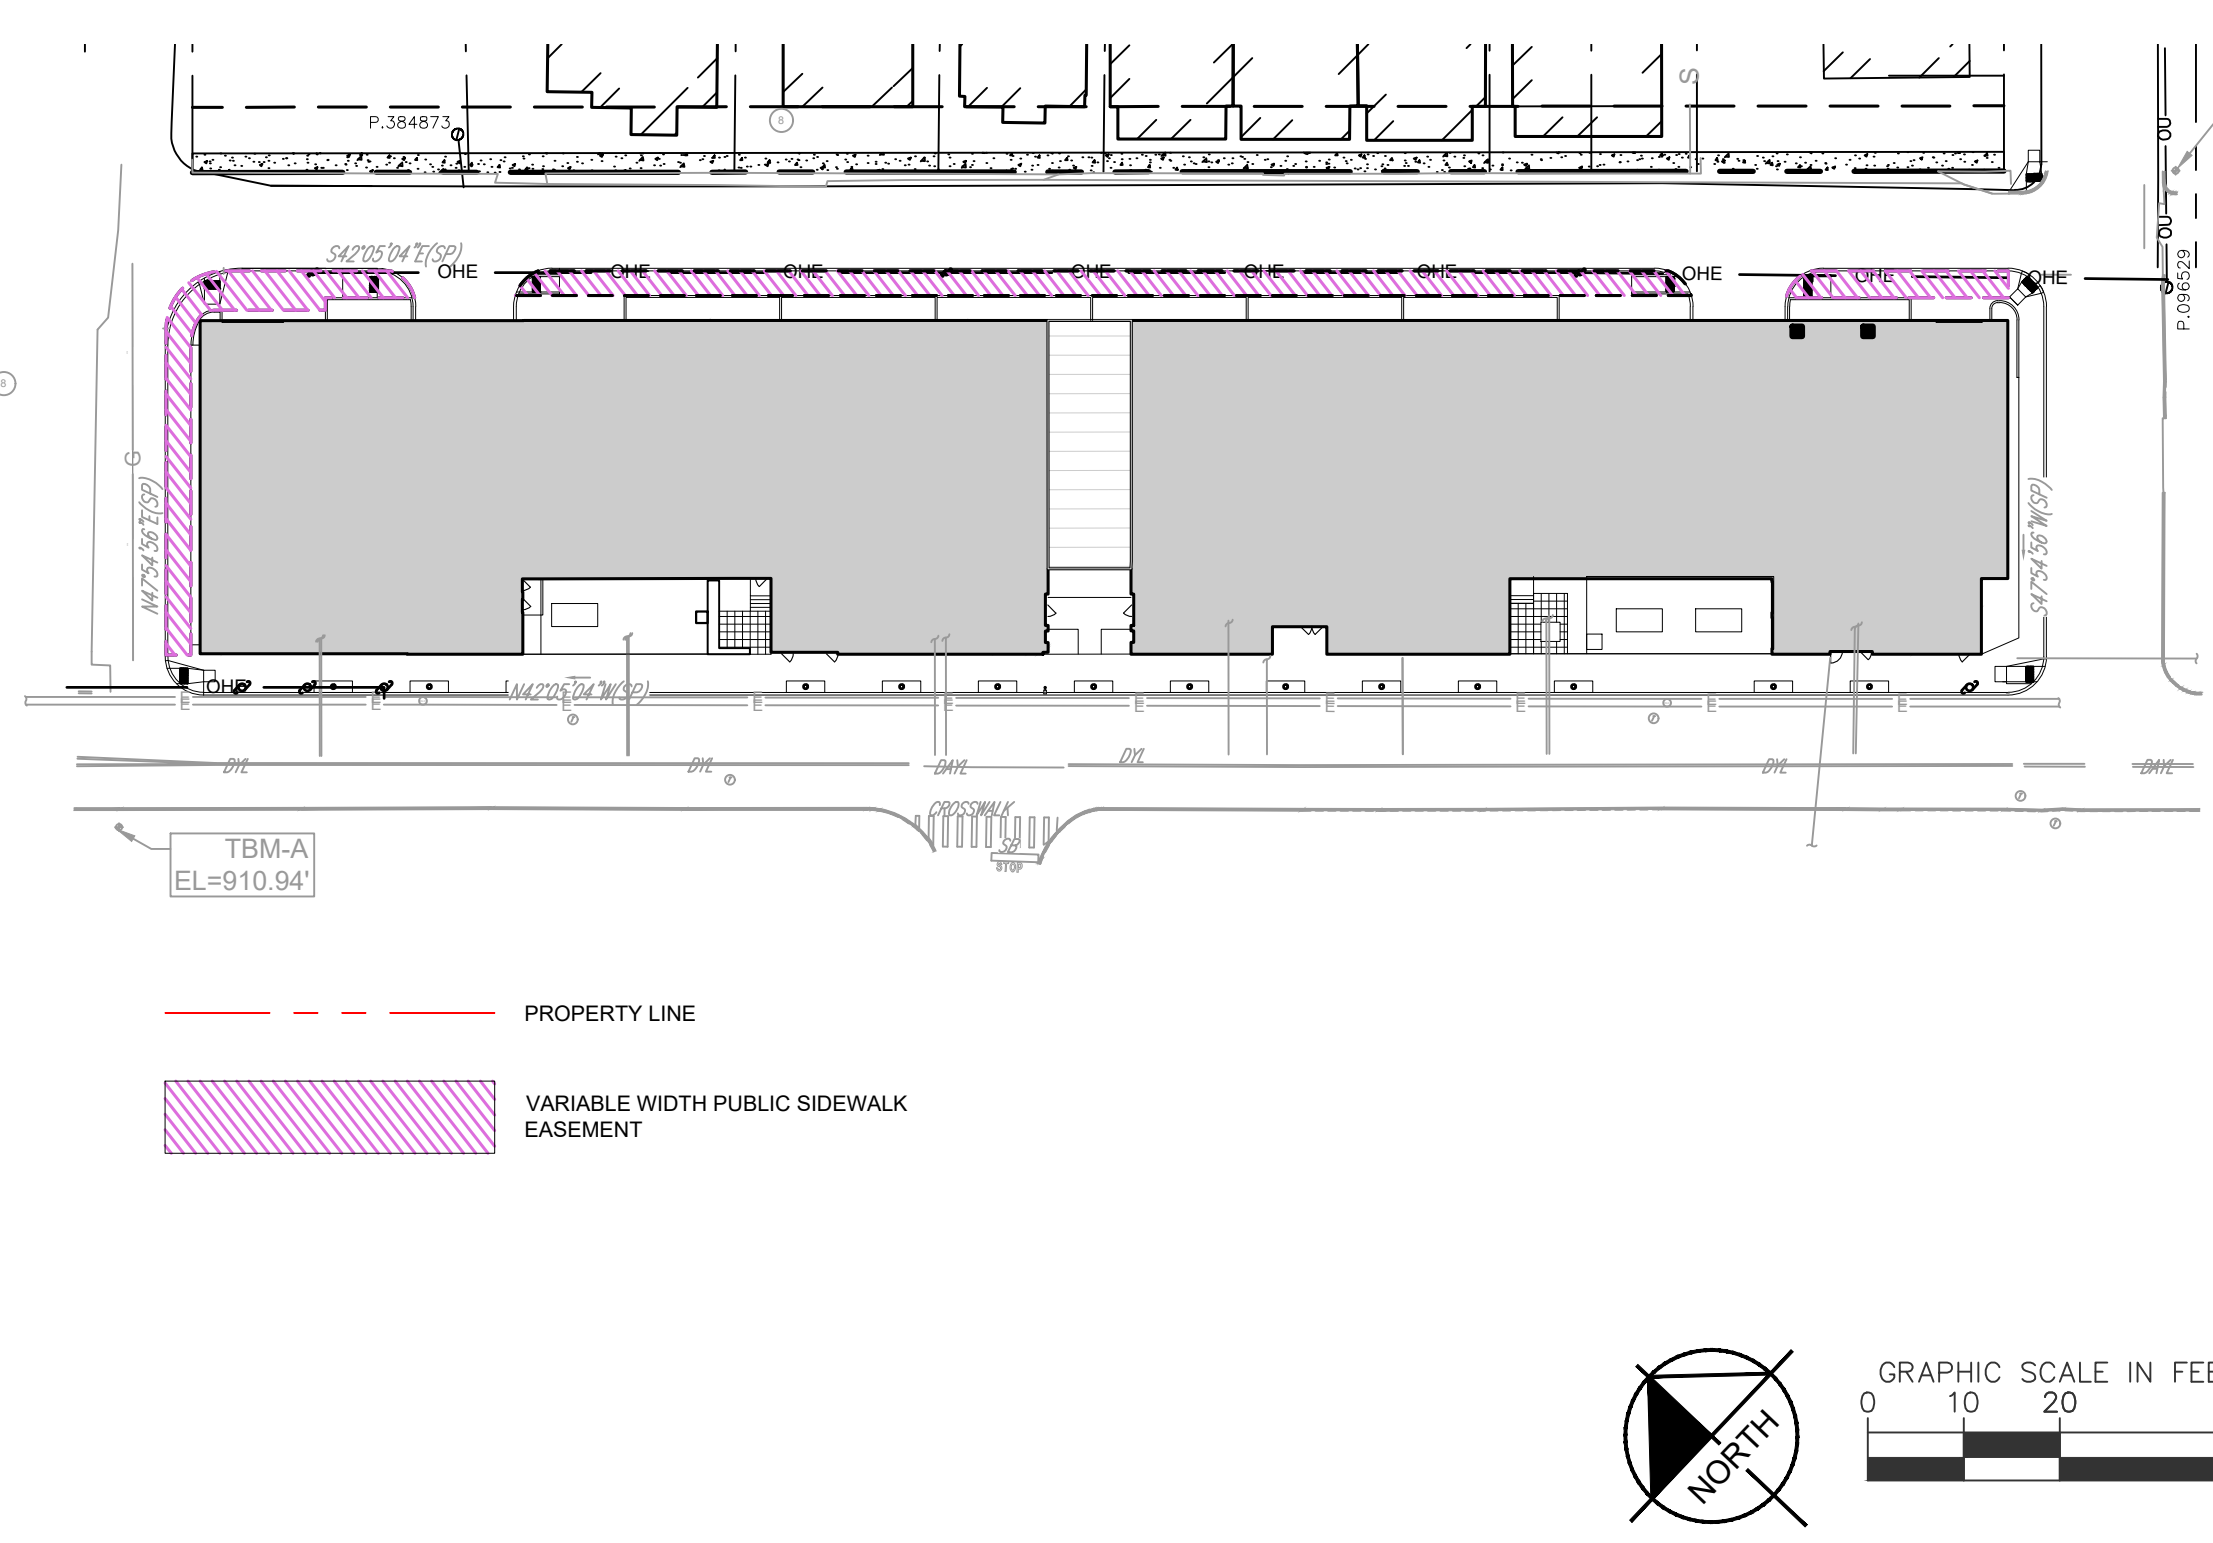 S
P.384873
8
OU
S42°05'04"E(SP)
OHE
OHE
OHE
OHE
OHE
OHE
OHE
OHE
OHE
OU
P.096529
8
G
N47°54'56"E(SP)
S47°54'56"W(SP)
OHE
N42°05'04"W(SP)
E
E
E
E
E
E
E
E
E
E
DYL
DYL
DAYL
DYL
DYL
DAYL
CROSSWALK
SB
STOP
TBM-A
EL=910.94'
PROPERTY LINE
VARIABLE WIDTH PUBLIC SIDEWALK
EASEMENT
NORTH
GRAPHIC SCALE IN FEE
0 10 20